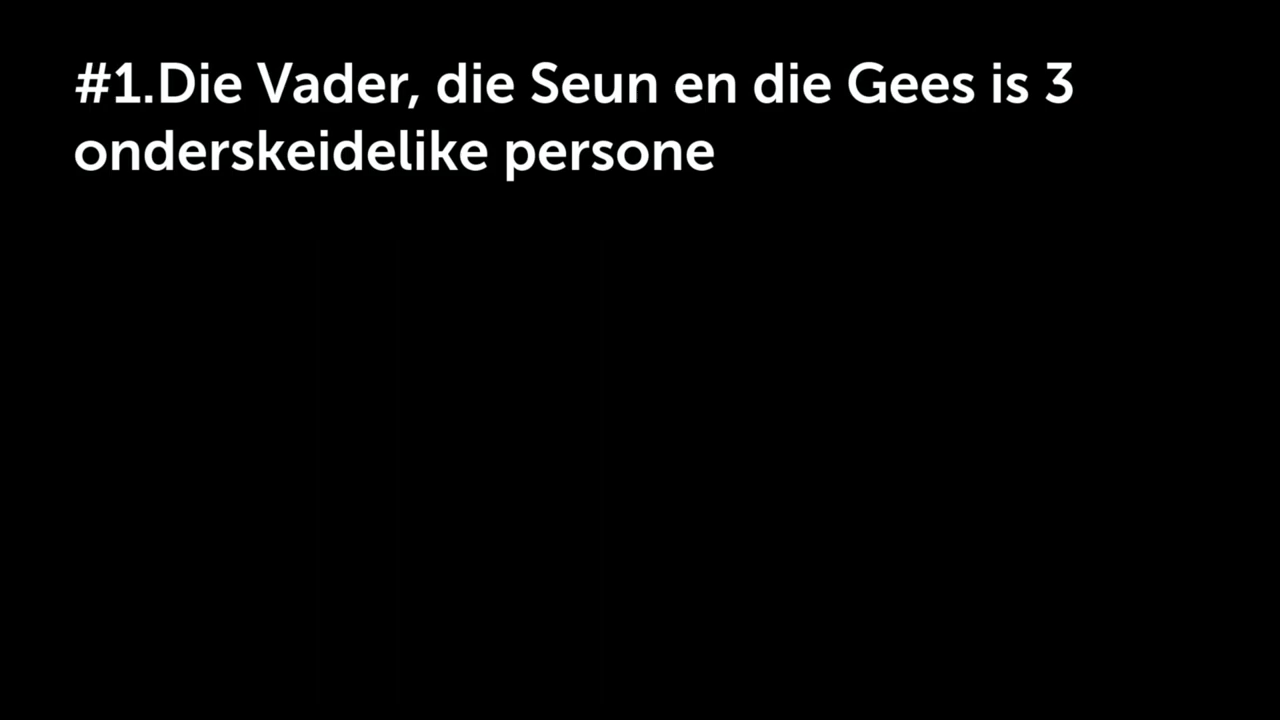 #1.Die Vader, die Seun en die Gees is 3
onderskeidelike persone